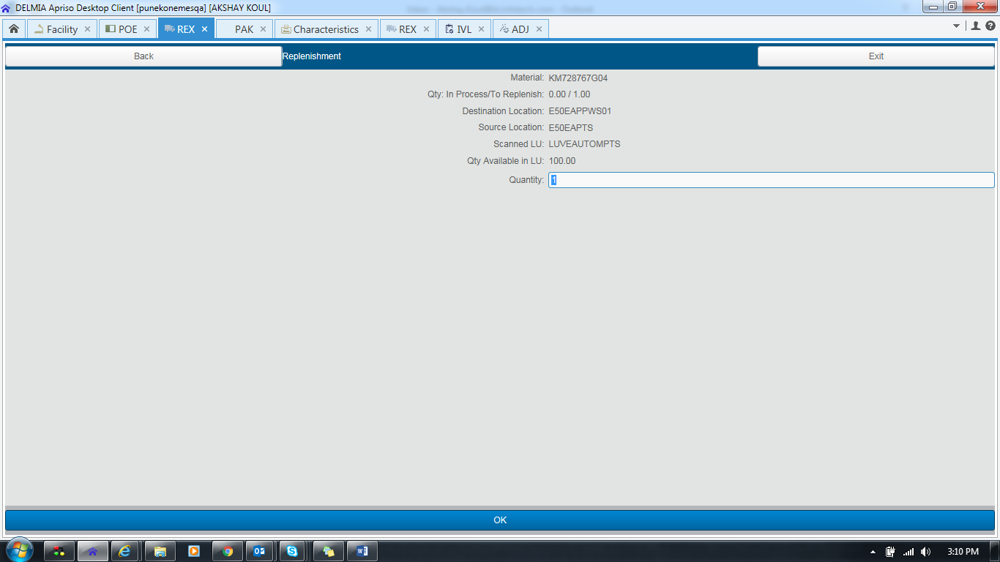 DELMIA Apriso Desktop Client [punekonemesqa] [AKSHAY KOUL]
Facility POE REX PAK Characteristics REX IVL ADJ
Back Replenishment Exit
Material: KM728767G04
Qty: In Process/To Replenish: 0.00 / 1.00
Destination Location: E50EAPPWS01
Source Location: E50EAPTS
Scanned LU: LUVEAUTOMPTS
Qty Available in LU: 100.00
Quantity: 1
OK
3:10 PM